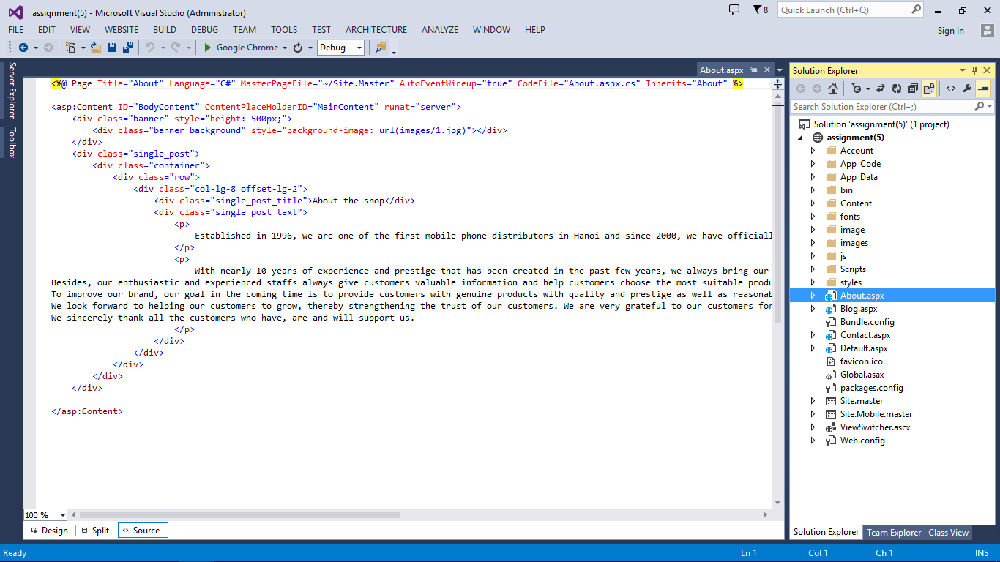 assignment(5) - Microsoft Visual Studio (Administrator)
8
Quick Launch (Ctrl+Q)
FILE EDIT VIEW WEBSITE BUILD DEBUG TEAM TOOLS TEST ARCHITECTURE ANALYZE WINDOW HELP
Sign in
Google Chrome
Debug
Server Explorer
Toolbox
About.aspx
<%@ Page Title="About" Language="C#" MasterPageFile="~/Site.Master" AutoEventWireup="true" CodeFile="About.aspx.cs" Inherits="About" %>
<asp:Content ID="BodyContent" ContentPlaceHolderID="MainContent" runat="server">
<div class="banner" style="height: 500px;">
<div class="banner_background" style="background-image: url(images/1.jpg)"></div>
</div>
<div class="single_post">
<div class="container">
<div class="row">
<div class="col-lg-8 offset-lg-2">
<div class="single_post_title">About the shop</div>
<div class="single_post_text">
<p>
Established in 1996, we are one of the first mobile phone distributors in Hanoi and since 2000, we have officiall
</p>
<p>
With nearly 10 years of experience and prestige that has been created in the past few years, we always bring our
Besides, our enthusiastic and experienced staffs always give customers valuable information and help customers choose the most suitable produ
To improve our brand, our goal in the coming time is to provide customers with genuine products with quality and prestige as well as reasonab
We look forward to helping our customers to grow, thereby strengthening the trust of our customers. We are very grateful to our customers for
We sincerely thank all the customers who have, are and will support us.
</p>
</div>
</div>
</div>
</div>
</div>
</asp:Content>
100 %
Design Split Source
Solution Explorer
Search Solution Explorer (Ctrl+;)
Solution 'assignment(5)' (1 project)
assignment(5)
Account
App_Code
App_Data
bin
Content
fonts
image
images
js
Scripts
styles
About.aspx
Blog.aspx
Bundle.config
Contact.aspx
Default.aspx
favicon.ico
Global.asax
packages.config
Site.master
Site.Mobile.master
ViewSwitcher.ascx
Web.config
Solution Explorer Team Explorer Class View
Ready
Ln 1 Col 1 Ch 1 INS